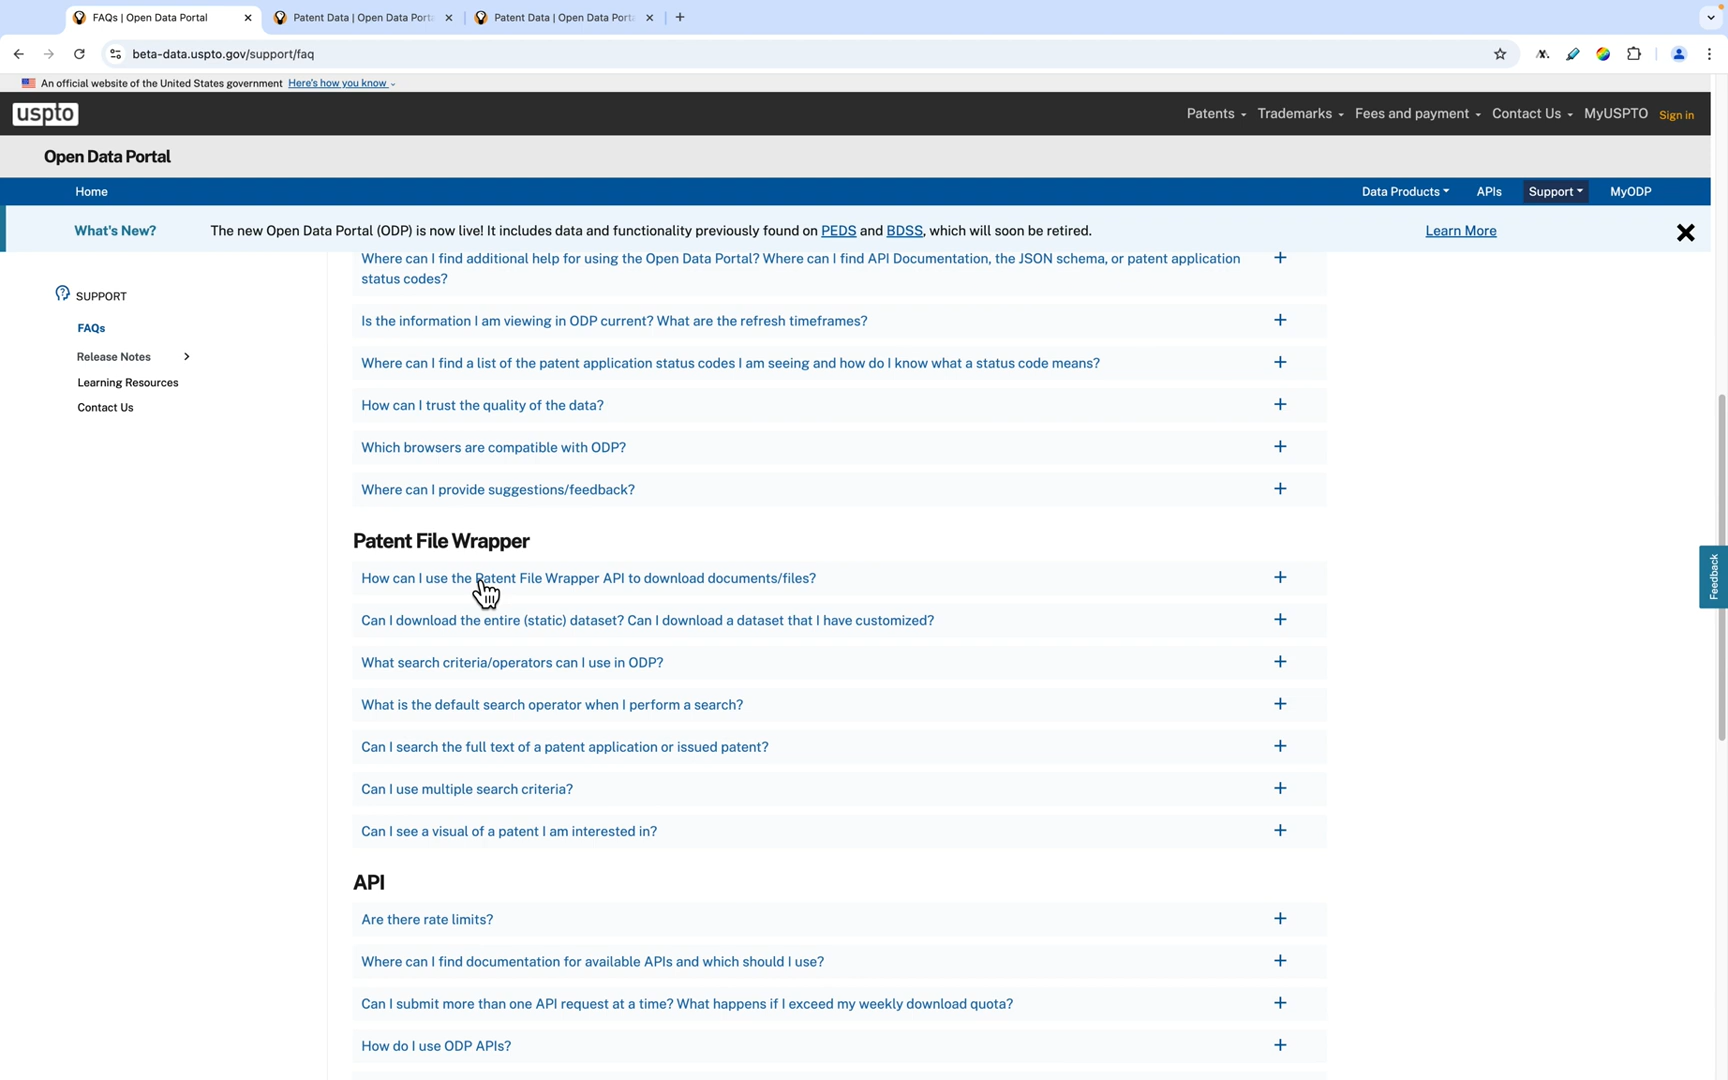 FAQs | Open Data Portal
Patent Data | Open Data Port
Patent Data | Open Data Port
beta-data.uspto.gov/support/faq
An official website of the United States government Here's how you know
uspto
Patents Trademarks Fees and payment Contact Us MyUSPTO Sign in
Open Data Portal
Home Data Products APIs Support MyODP
What's New? The new Open Data Portal (ODP) is now live! It includes data and functionality previously found on PEDS and BDSS, which will soon be retired. Learn More
SUPPORT
FAQs
Release Notes
Learning Resources
Contact Us
Where can I find additional help for using the Open Data Portal? Where can I find API Documentation, the JSON schema, or patent application
status codes?
Is the information I am viewing in ODP current? What are the refresh timeframes?
Where can I find a list of the patent application status codes I am seeing and how do I know what a status code means?
How can I trust the quality of the data?
Which browsers are compatible with ODP?
Where can I provide suggestions/feedback?
Patent File Wrapper
How can I use the Patent File Wrapper API to download documents/files?
Can I download the entire (static) dataset? Can I download a dataset that I have customized?
What search criteria/operators can I use in ODP?
What is the default search operator when I perform a search?
Can I search the full text of a patent application or issued patent?
Can I use multiple search criteria?
Can I see a visual of a patent I am interested in?
API
Are there rate limits?
Where can I find documentation for available APIs and which should I use?
Can I submit more than one API request at a time? What happens if I exceed my weekly download quota?
How do I use ODP APIs?
Feedback